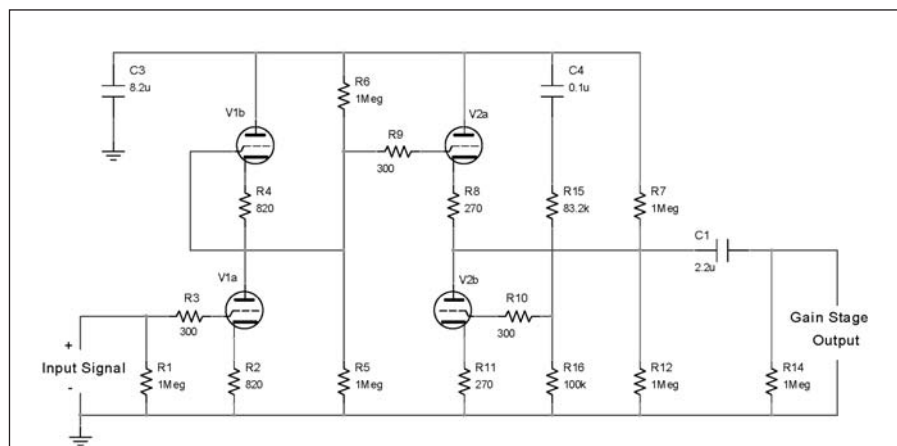 C3
8.2u
V1b
R6
1Meg
V2a
C4
0.1u
R9
300
R4
820
R8
270
R15
83.2k
R7
1Meg
C1
2.2u
V1a
V2b
R3
300
R10
300
Gain Stage
Output
+
Input Signal
-
R1
1Meg
R2
820
R5
1Meg
R11
270
R16
100k
R12
1Meg
R14
1Meg